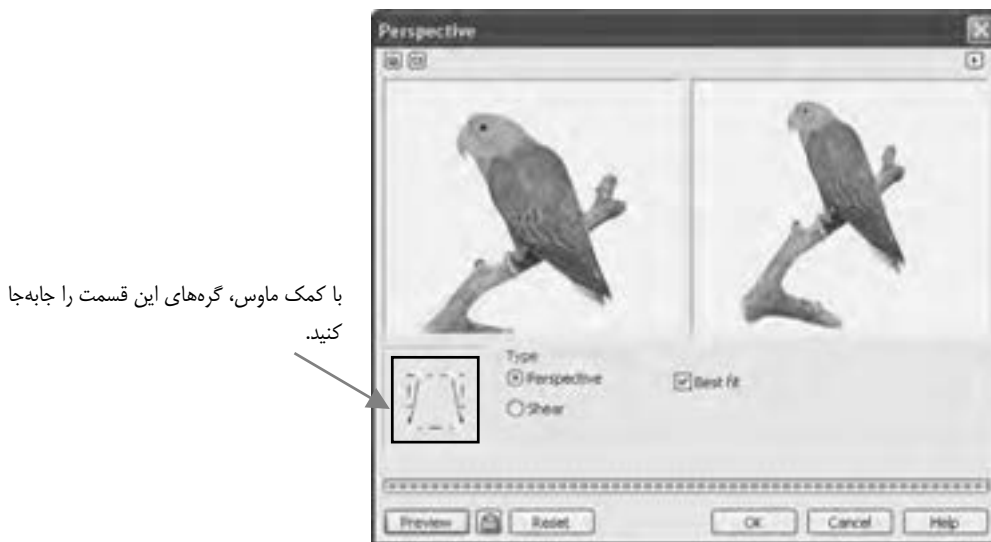 Perspective
با کمک ماوس، گره‌های این قسمت را جابه‌جا
کنید.
Type
Perspective
Best fit
Shear
Preview
Reset
OK
Cancel
Help